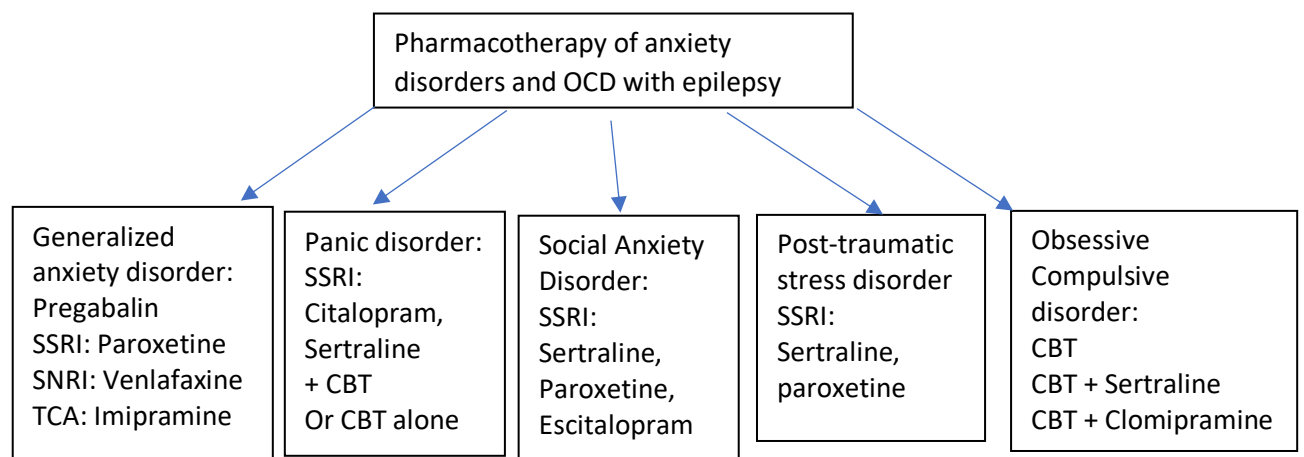 Pharmacotherapy of anxiety
disorders and OCD with epilepsy
Generalized
anxiety disorder:
Pregabalin
SSRI: Paroxetine
SNRI: Venlafaxine
TCA: Imipramine
Panic disorder:
SSRI:
Citalopram,
Sertraline
+ CBT
Or CBT alone
Social Anxiety
Disorder:
SSRI:
Sertraline,
Paroxetine,
Escitalopram
Post-traumatic
stress disorder
SSRI:
Sertraline,
paroxetine
Obsessive
Compulsive
disorder:
CBT
CBT + Sertraline
CBT + Clomipramine